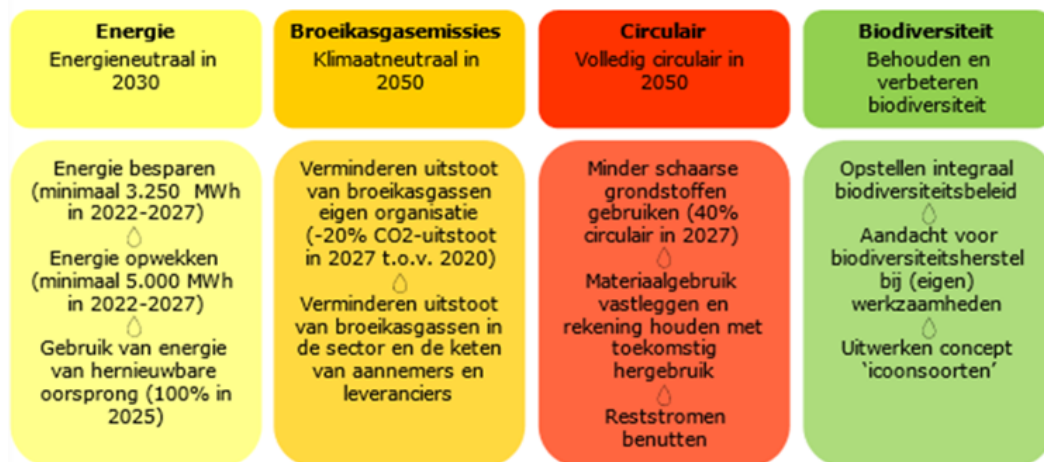 Energie
Energieneutraal in
2030
Broeikasgasemissies
Klimaatneutraal in
2050
Circulair
Volledig circulair in
2050
Biodiversiteit
Behouden en
verbeteren
biodiversiteit
Energie besparen
(minimaal 3.250 MWh
in 2022-2027)
Energie opwekken
(minimaal 5.000 MWh
in 2022-2027)
Gebruik van energie
van hernieuwbare
oorsprong (100% in
2025)
Verminderen uitstoot
van broeikasgassen
eigen organisatie
(-20% CO2-uitstoot
in 2027 t.o.v. 2020)
Verminderen uitstoot
van broeikasgassen in
de sector en de keten
van aannemers en
leveranciers
Minder schaarse
grondstoffen
gebruiken (40%
circulair in 2027)
Materiaalgebruik
vastleggen en
rekening houden met
toekomstig
hergebruik
Reststromen
benutten
Opstellen integraal
biodiversiteitsbeleid
Aandacht voor
biodiversiteitsherstel
bij (eigen)
werkzaamheden
Uitwerken concept
‘icoonsoorten’